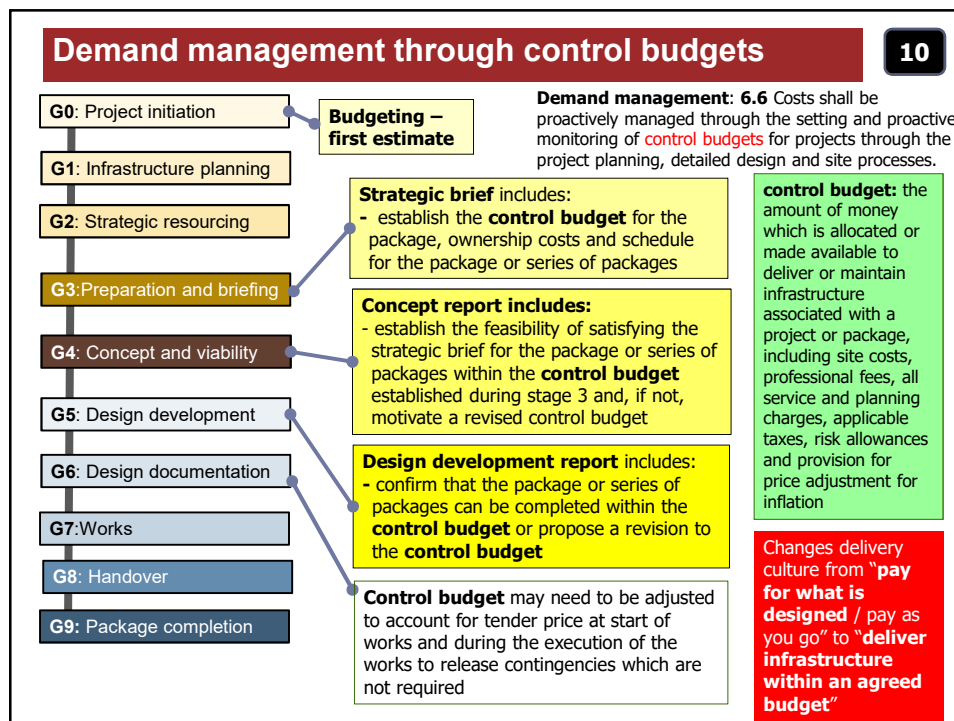 Demand management through control budgets
10
G0: Project initiation
G1: Infrastructure planning
G2: Strategic resourcing
G3:Preparation and briefing
G4: Concept and viability
G5: Design development
G6: Design documentation
G7:Works
G8: Handover
G9: Package completion
Budgeting –
first estimate
Demand management: 6.6 Costs shall be
proactively managed through the setting and proactive
monitoring of control budgets for projects through the
project planning, detailed design and site processes.
Strategic brief includes:
- establish the control budget for the
package, ownership costs and schedule
for the package or series of packages
Concept report includes:
- establish the feasibility of satisfying the
strategic brief for the package or series of
packages within the control budget
established during stage 3 and, if not,
motivate a revised control budget
Design development report includes:
- confirm that the package or series of
packages can be completed within the
control budget or propose a revision to
the control budget
Control budget may need to be adjusted
to account for tender price at start of
works and during the execution of the
works to release contingencies which are
not required
control budget: the
amount of money
which is allocated or
made available to
deliver or maintain
infrastructure
associated with a
project or package,
including site costs,
professional fees, all
service and planning
charges, applicable
taxes, risk allowances
and provision for
price adjustment for
inflation
Changes delivery
culture from “pay
for what is
designed / pay as
you go” to “deliver
infrastructure
within an agreed
budget”